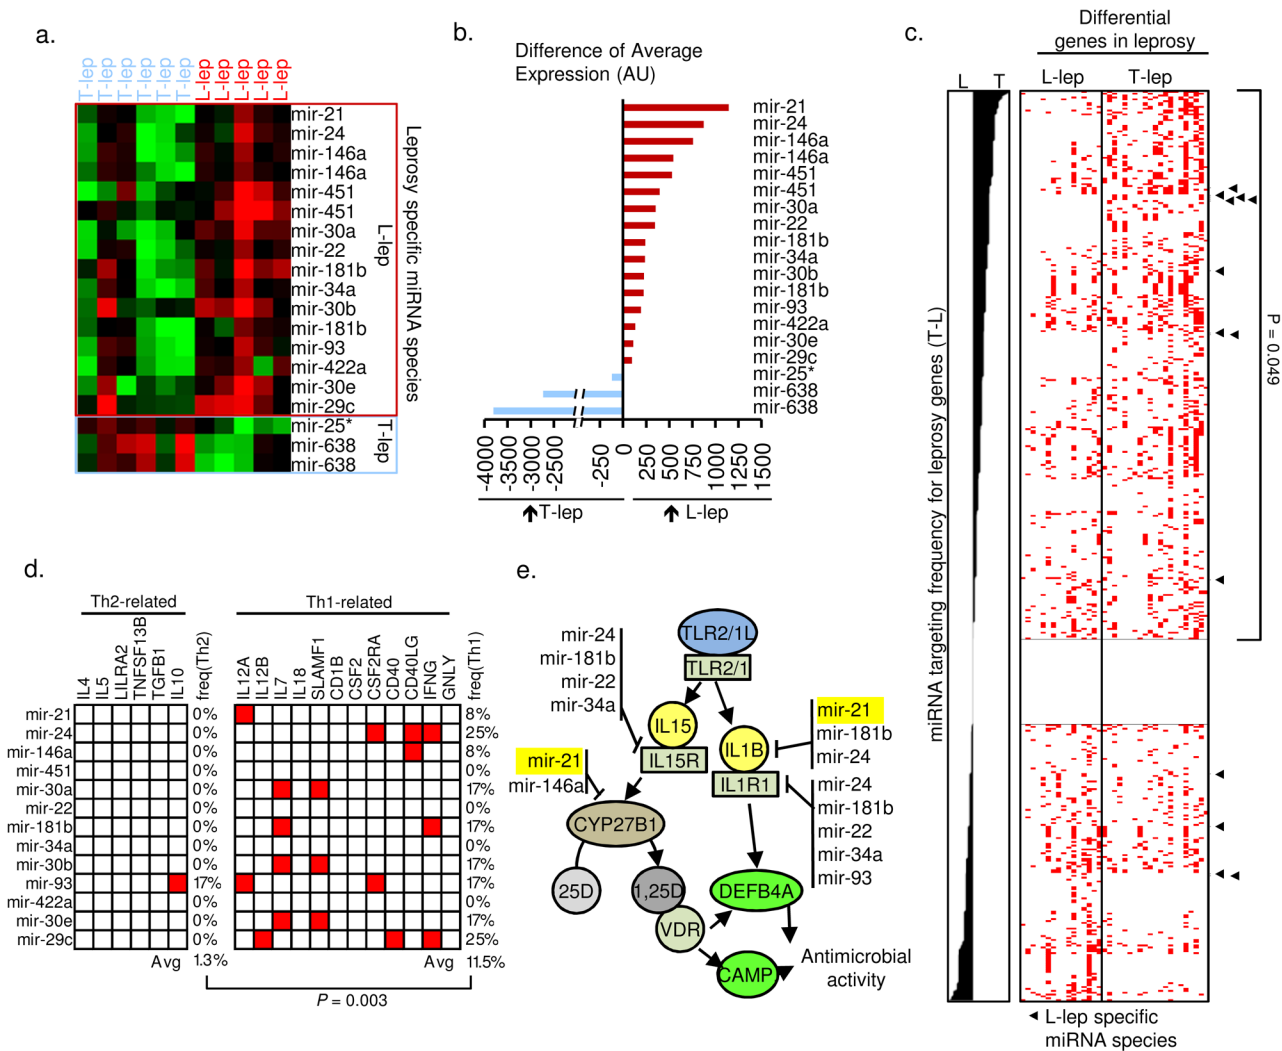 a.
T-lep
T-lep
T-lep
T-lep
T-lep
T-lep
L-lep
L-lep
L-lep
L-lep
L-lep
mir-21
mir-24
mir-146a
mir-146a
mir-451
mir-451
mir-30a
mir-22
mir-181b
mir-34a
mir-30b
mir-181b
mir-93
mir-422a
mir-30e
mir-29c
mir-25*
mir-638
mir-638
L-lep
T-lep
Leprosy specific miRNA species
b.
Difference of Average
Expression (AU)
mir-21
mir-24
mir-146a
mir-146a
mir-451
mir-451
mir-30a
mir-22
mir-181b
mir-34a
mir-30b
mir-181b
mir-93
mir-422a
mir-30e
mir-29c
mir-25*
mir-638
mir-638
-4000
-3500
-3000
-2500
-250
0
250
500
750
1000
1250
1500
T-lep
L-lep
c.
Differential
genes in leprosy
L T
L-lep T-lep
miRNA targeting frequency for leprosy genes (T-L)
P = 0.049
L-lep specific
miRNA species
d.
Th2-related
Th1-related
IL4
IL5
LILRA2
TNFSF13B
TGFB1
IL10
freq(Th2)
IL12A
IL12B
IL7
IL18
SLAMF1
CD1B
CSF2
CSF2RA
CD40
CD40LG
IFNG
GNLY
freq(Th1)
mir-21 0% 8%
mir-24 0% 25%
mir-146a 0% 8%
mir-451 0% 0%
mir-30a 0% 17%
mir-22 0% 0%
mir-181b 0% 17%
mir-34a 0% 0%
mir-30b 0% 17%
mir-93 17% 17%
mir-422a 0% 0%
mir-30e 0% 17%
mir-29c 0% 25%
Avg 1.3% Avg 11.5%
P = 0.003
e.
TLR2/1L
TLR2/1
mir-24
mir-181b
mir-22
mir-34a
IL15
IL15R
IL1B
IL1R1
mir-21
mir-181b
mir-24
mir-21
mir-146a
mir-24
mir-181b
mir-22
mir-34a
mir-93
CYP27B1
25D
1,25D
VDR
DEFB4A
CAMP
Antimicrobial
activity